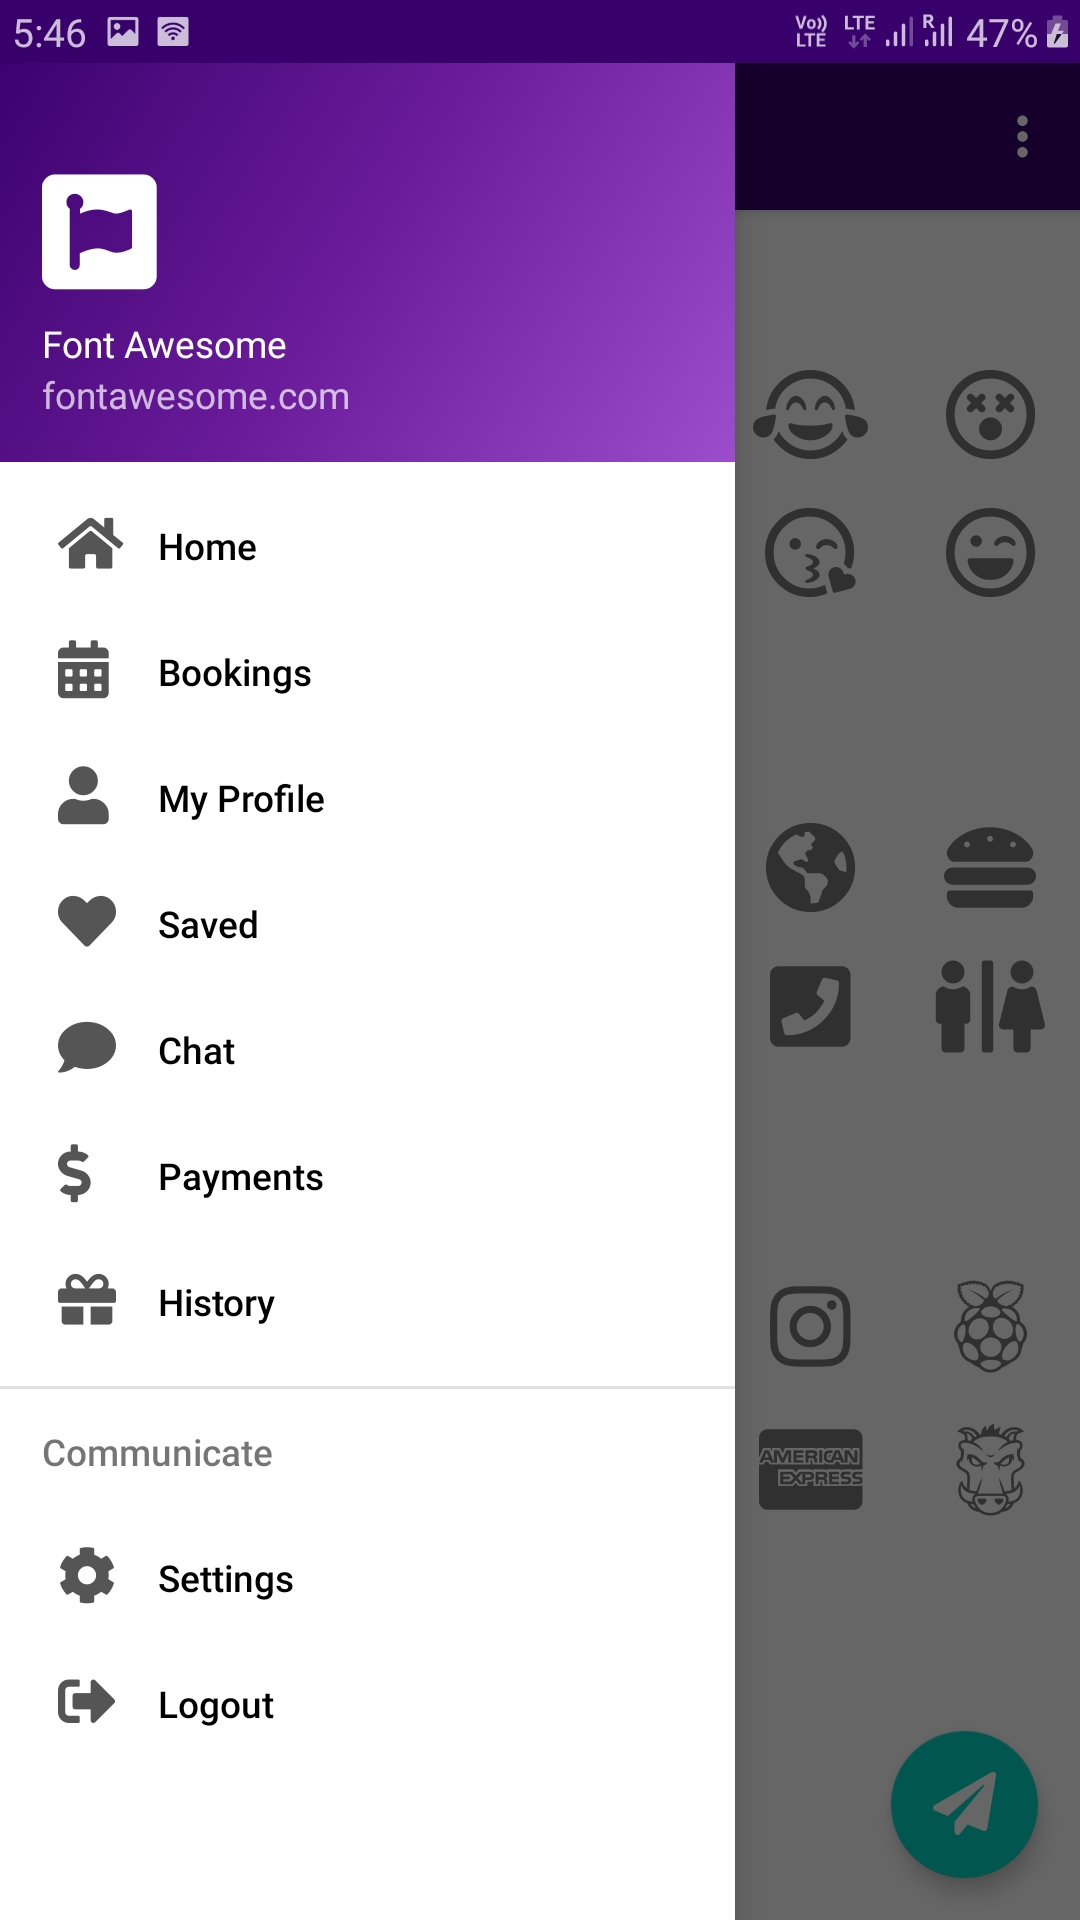 5:46 Vo)) LTE LTE R 47%
Font Awesome
fontawesome.com
Home
Bookings
My Profile
Saved
Chat
Payments
History
AMERICAN
EXPRESS
Communicate
Settings
Logout